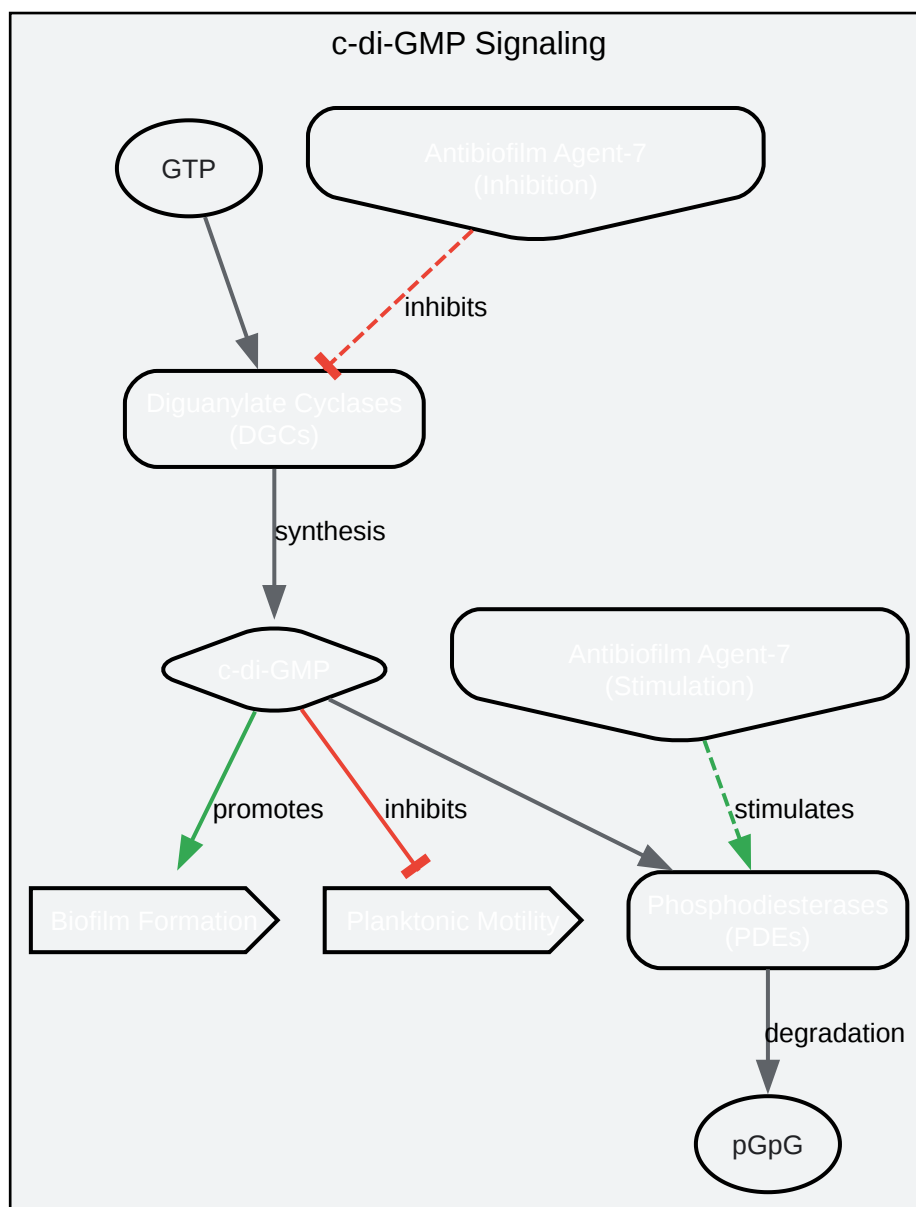 c-di-GMP Signaling
GTP
Antibiofilm Agent-7
(Inhibition)
inhibits
Diguanylate Cyclases
(DGCs)
synthesis
c-di-GMP
Antibiofilm Agent-7
(Stimulation)
promotes
inhibits
stimulates
Biofilm Formation
Planktonic Motility
Phosphodiesterases
(PDEs)
degradation
pGpG